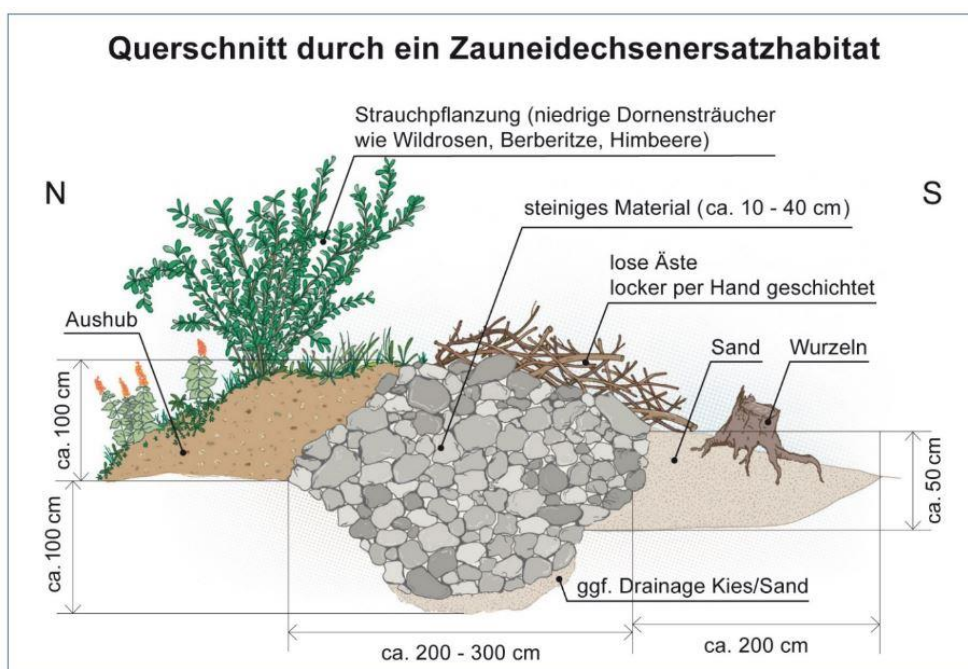 Querschnitt durch ein Zauneidechsenersatzhabitat
Strauchpflanzung (niedrige Dornensträucher
wie Wildrosen, Berberitze, Himbeere)
N
S
steiniges Material (ca. 10 - 40 cm)
lose Äste
locker per Hand geschichtet
Aushub
Sand
Wurzeln
ca. 100 cm
ca. 50 cm
ca. 100 cm
ggf. Drainage Kies/Sand
ca. 200 - 300 cm
ca. 200 cm